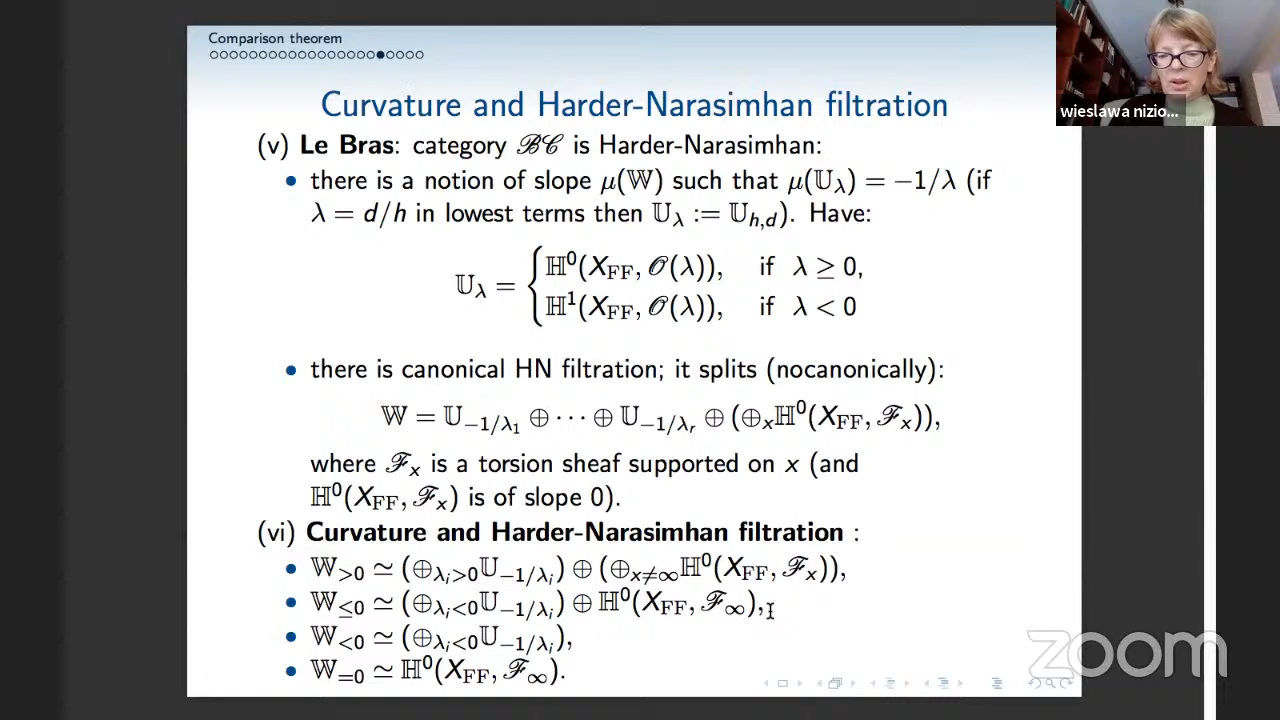 Comparison theorem
Curvature and Harder-Narasimhan filtration
(v) Le Bras: category ℬ𝒞 is Harder-Narasimhan:
• there is a notion of slope μ(𝕎) such that μ(𝕌_λ) = −1/λ (if
λ = d/h in lowest terms then 𝕌_λ := 𝕌_{h,d}). Have:
𝕌_λ = { ℍ⁰(X_FF, 𝒪(λ)), if λ ≥ 0,
ℍ¹(X_FF, 𝒪(λ)), if λ < 0
• there is canonical HN filtration; it splits (nocanonically):
𝕎 = 𝕌_{−1/λ₁} ⊕ ⋯ ⊕ 𝕌_{−1/λ_r} ⊕ (⊕_x ℍ⁰(X_FF, ℱ_x)),
where ℱ_x is a torsion sheaf supported on x (and
ℍ⁰(X_FF, ℱ_x) is of slope 0).
(vi) Curvature and Harder-Narasimhan filtration :
• 𝕎_{>0} ≃ (⊕_{λ_i>0} 𝕌_{−1/λ_i}) ⊕ (⊕_{x≠∞} ℍ⁰(X_FF, ℱ_x)),
• 𝕎_{≤0} ≃ (⊕_{λ_i<0} 𝕌_{−1/λ_i}) ⊕ ℍ⁰(X_FF, ℱ_∞),
• 𝕎_{<0} ≃ (⊕_{λ_i<0} 𝕌_{−1/λ_i}),
• 𝕎_{=0} ≃ ℍ⁰(X_FF, ℱ_∞).
wieslawa nizio...
zoom